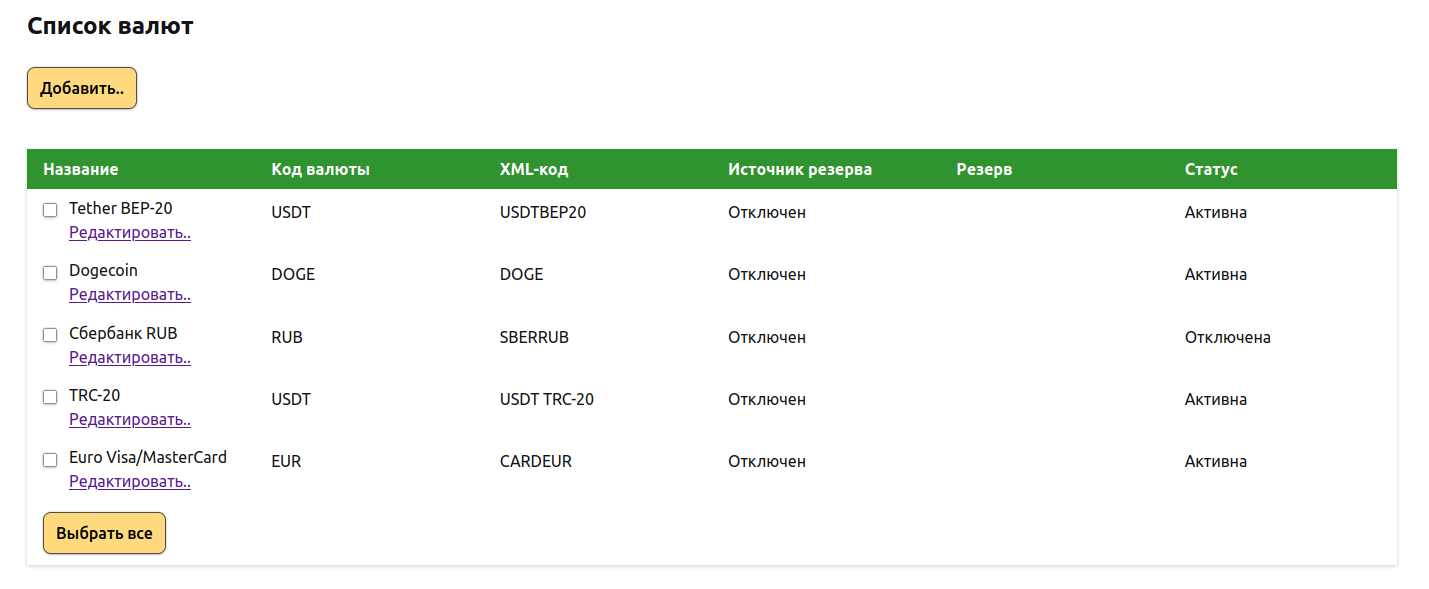 Список валют
Добавить..
Название Код валюты XML-код Источник резерва Резерв Статус
Tether BEP-20 USDT USDTBEP20 Отключен Активна
Редактировать..
Dogecoin DOGE DOGE Отключен Активна
Редактировать..
Сбербанк RUB RUB SBERRUB Отключен Отключена
Редактировать..
TRC-20 USDT USDT TRC-20 Отключен Активна
Редактировать..
Euro Visa/MasterCard EUR CARDEUR Отключен Активна
Редактировать..
Выбрать все